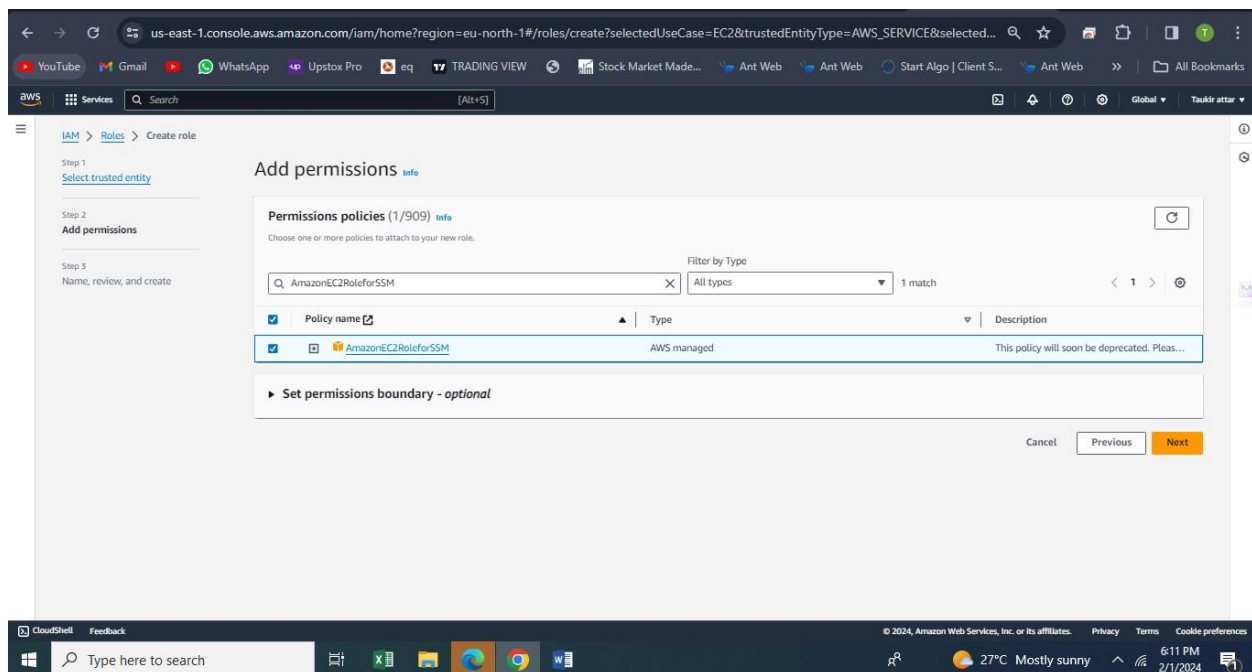 us-east-1.console.aws.amazon.com/iam/home?region=eu-north-1#/roles/create?selectedUseCase=EC2&trustedEntityType=AWS_SERVICE&selected...
T
YouTube Gmail WhatsApp up Upstox Pro eq TRADING VIEW Stock Market Made... Ant Web Ant Web Start Algo | Client S... Ant Web » All Bookmarks
aws Services Search [Alt+S] Global Taukir attar
IAM > Roles > Create role
Step 1
Select trusted entity
Step 2
Add permissions
Step 3
Name, review, and create
Add permissions Info
Permissions policies (1/909) Info
Choose one or more policies to attach to your new role.
Filter by Type
AmazonEC2RoleforSSM All types 1 match < 1 >
Policy name Type Description
AmazonEC2RoleforSSM AWS managed This policy will soon be deprecated. Pleas...
Set permissions boundary - optional
Cancel Previous Next
CloudShell Feedback © 2024, Amazon Web Services, Inc. or its affiliates. Privacy Terms Cookie preferences
Type here to search 27°C Mostly sunny 6:11 PM
2/1/2024